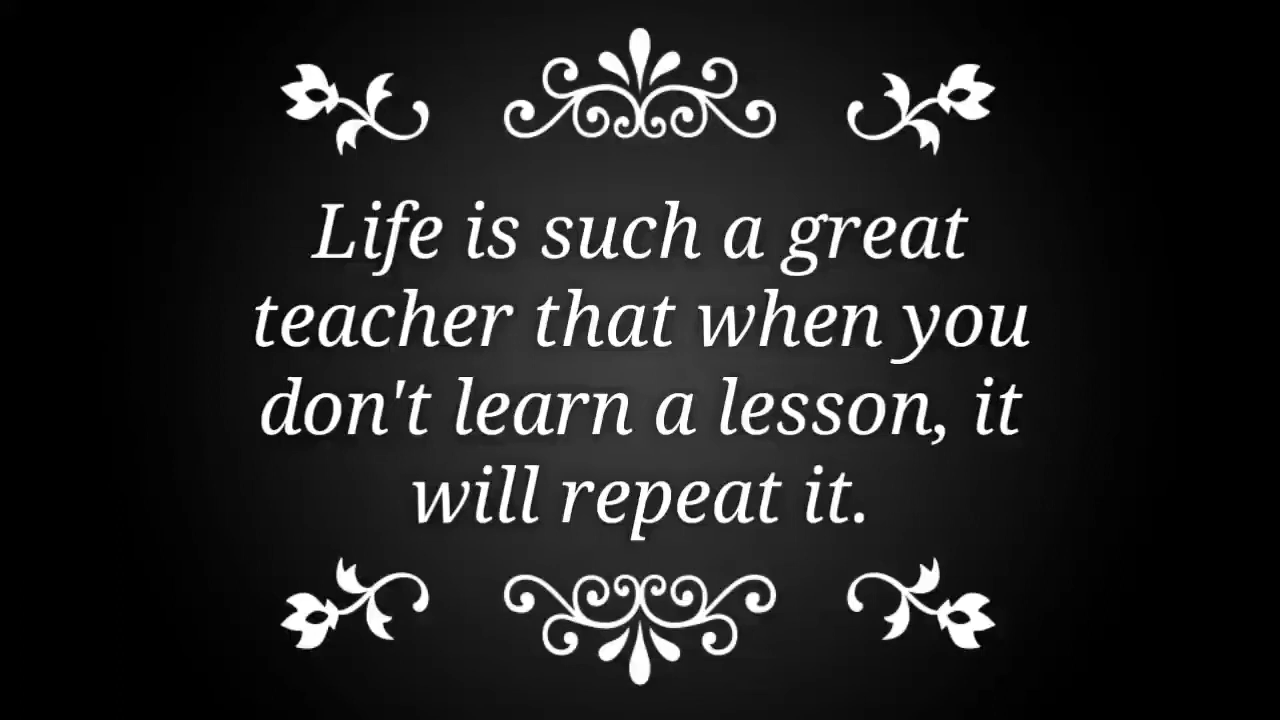 Life is such a great
teacher that when you
don't learn a lesson, it
will repeat it.